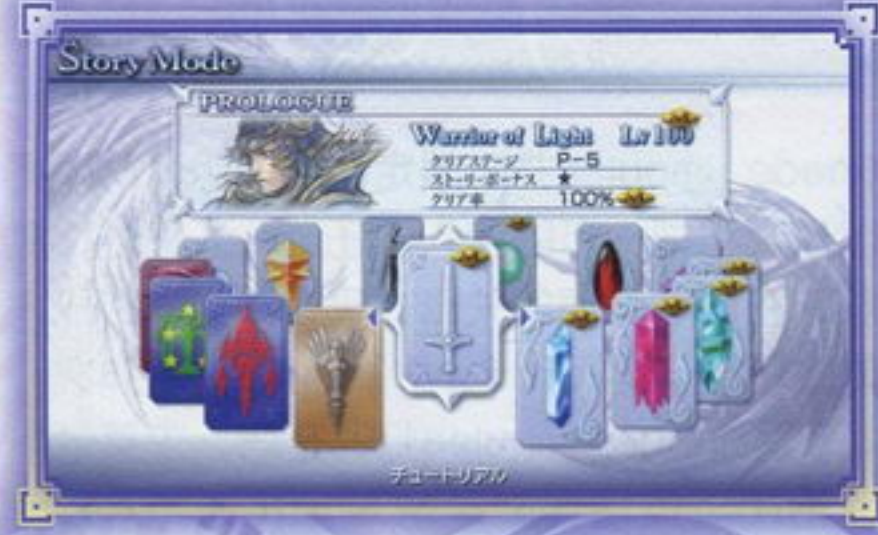 Story Mode
PROLOGUE
Warrior of Light Lv 100
クリアステージ P-5
ストーリーボーナス ★
クリア率 100%
チュートリアル